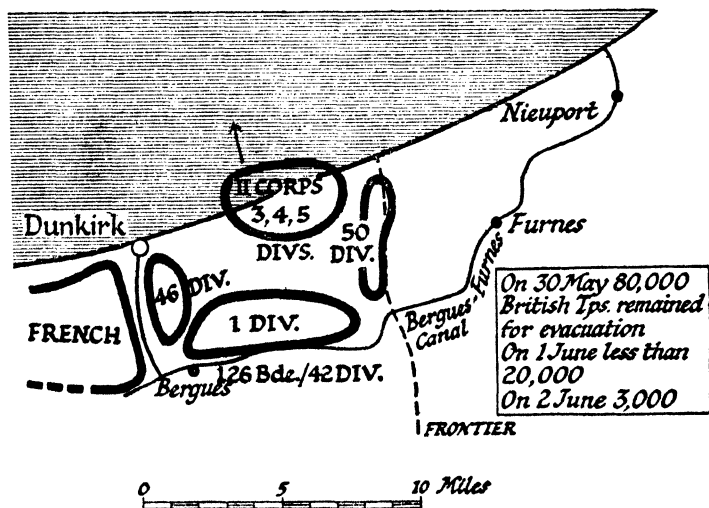 Nieuport
II CORPS
3, 4, 5
DIVS.
Dunkirk
50
DIV.
Furnes
46 DIV.
FRENCH
1 DIV.
Bergues-Furnes
Canal
Bergues
126 Bde./42 DIV.
On 30 May 80,000
British Tps. remained
for evacuation
On 1 June less than
20,000
On 2 June 3,000
FRONTIER
0 5 10 Miles